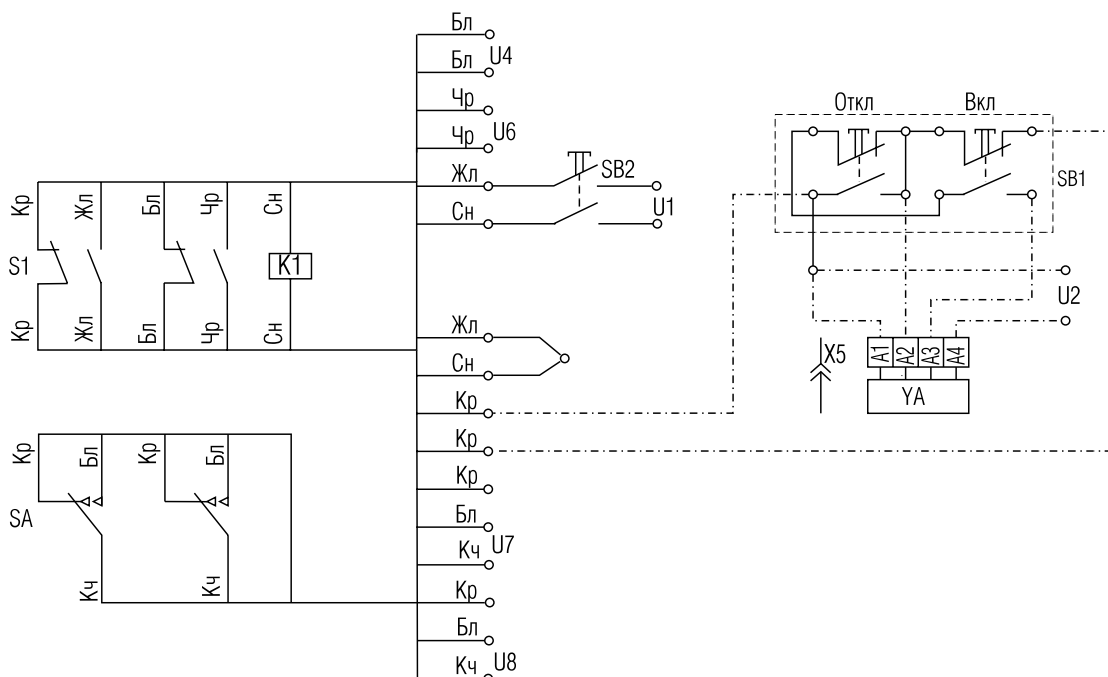 Бл
Бл U4
Чр
Чр U6
Жл
Сн
SB2
U1
Откл Вкл
SB1
Кр Жл Бл Чр Сн
S1
K1
Кр Жл Бл Чр Сн
Жл
Сн
Кр
Кр
Кр
Бл
Кч U7
Кр
Бл
Кч U8
U2
X5
A1 A2 A3 A4
YA
Кр Бл Кр Бл
SA
Кч Кч